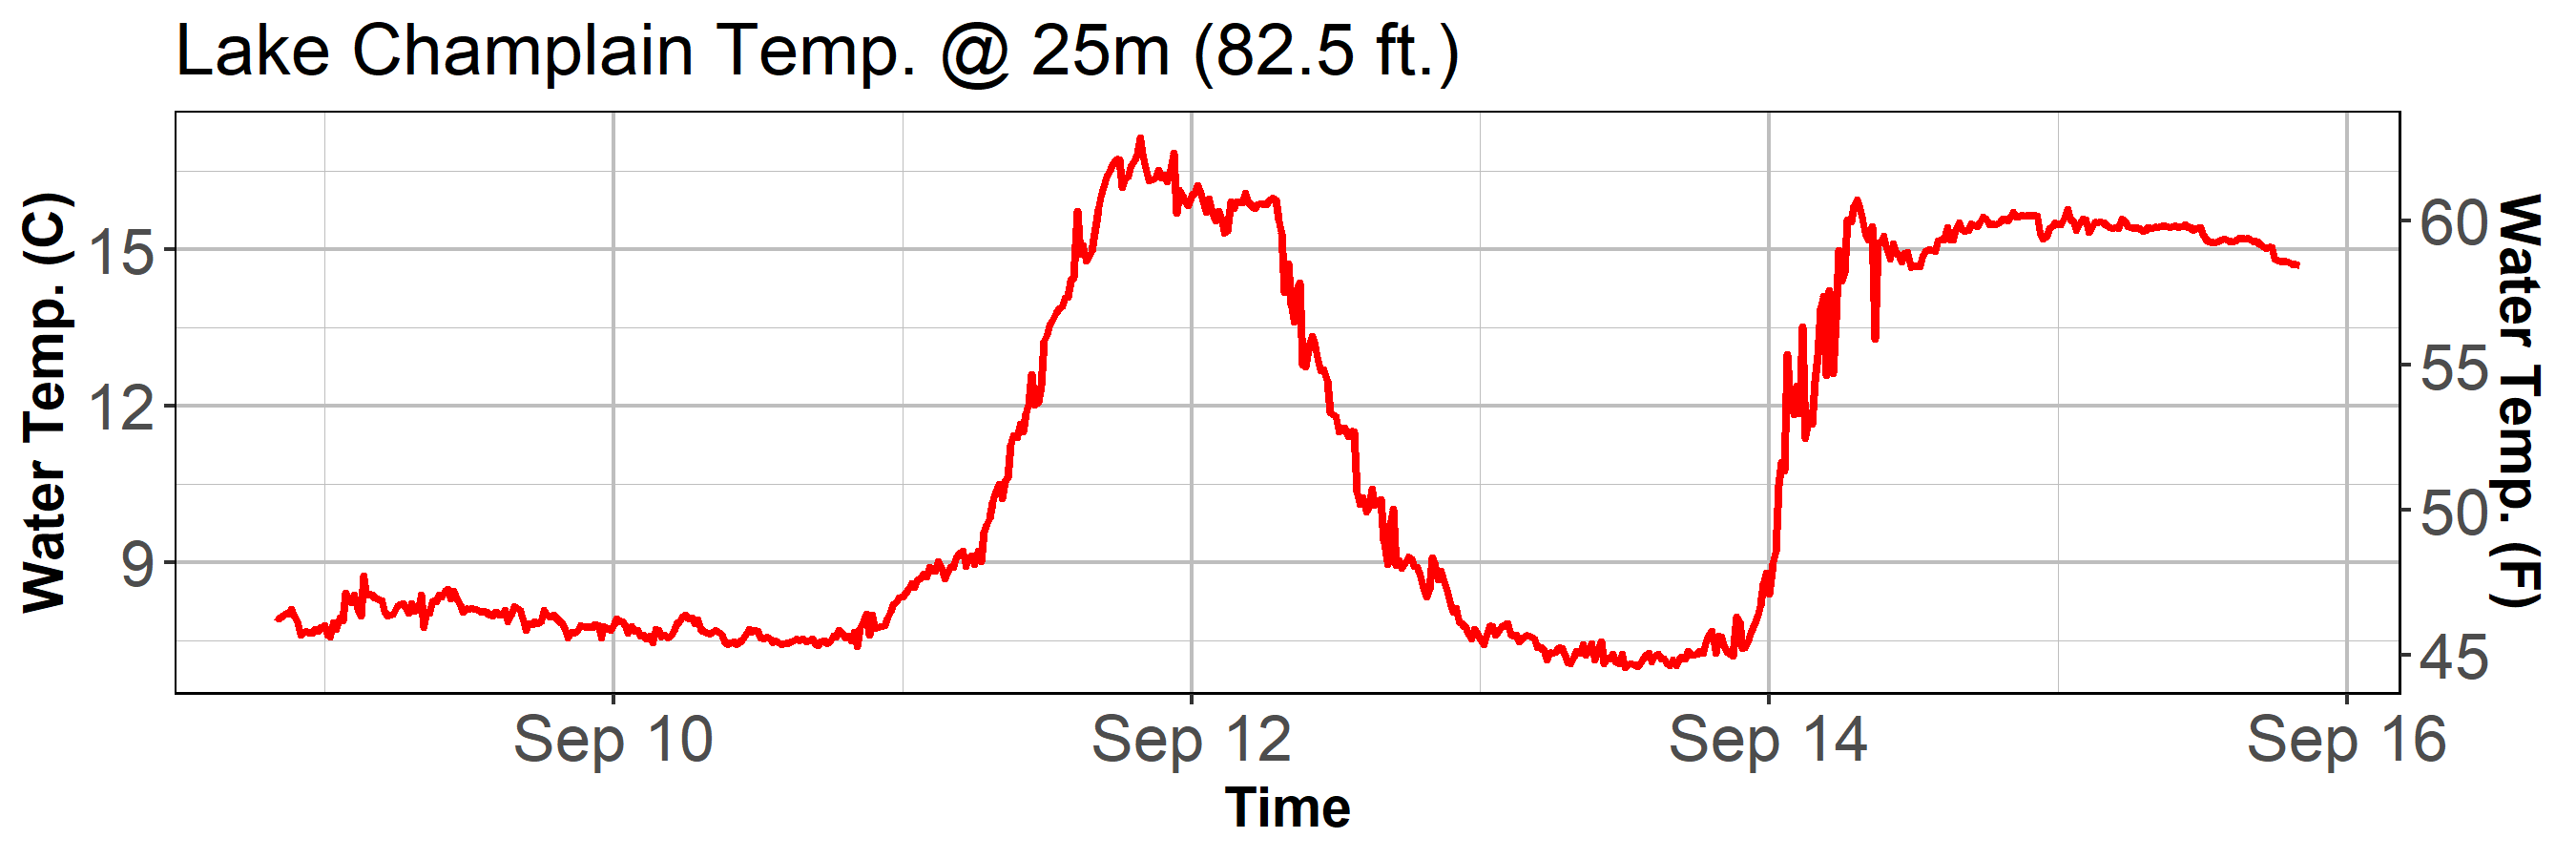 Lake Champlain Temp. @ 25m (82.5 ft.)
Water Temp. (C)
15
12
9
60
55
50
45
Water Temp. (F)
Sep 10
Sep 12
Sep 14
Sep 16
Time